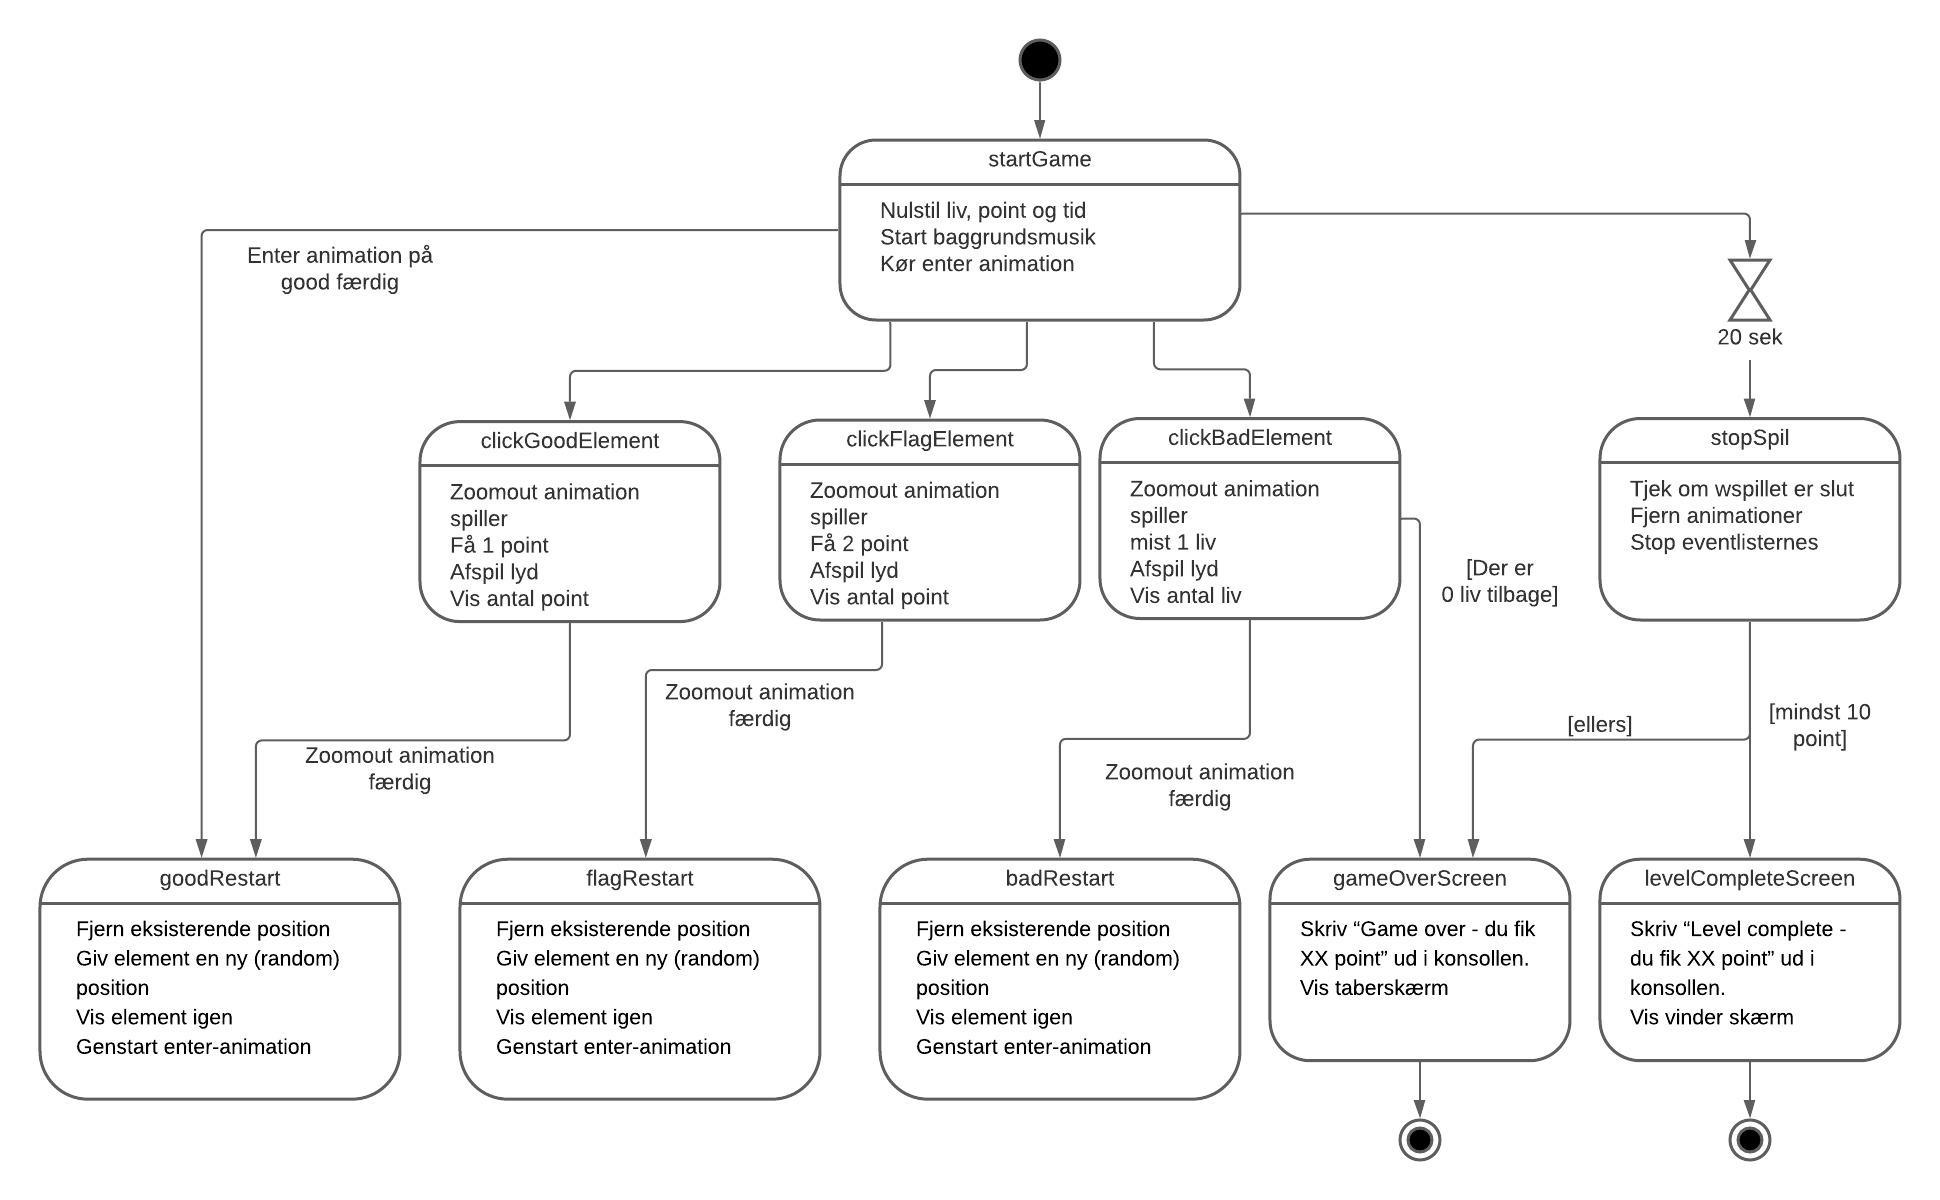 startGame
Nulstil liv, point og tid
Start baggrundsmusik
Kør enter animation
Enter animation på
good færdig
20 sek
clickGoodElement
Zoomout animation
spiller
Få 1 point
Afspil lyd
Vis antal point
clickFlagElement
Zoomout animation
spiller
Få 2 point
Afspil lyd
Vis antal point
clickBadElement
Zoomout animation
spiller
mist 1 liv
Afspil lyd
Vis antal liv
stopSpil
Tjek om wspillet er slut
Fjern animationer
Stop eventlisternes
[Der er
0 liv tilbage]
Zoomout animation
færdig
Zoomout animation
færdig
Zoomout animation
færdig
[ellers]
[mindst 10
point]
goodRestart
Fjern eksisterende position
Giv element en ny (random)
position
Vis element igen
Genstart enter-animation
flagRestart
Fjern eksisterende position
Giv element en ny (random)
position
Vis element igen
Genstart enter-animation
badRestart
Fjern eksisterende position
Giv element en ny (random)
position
Vis element igen
Genstart enter-animation
gameOverScreen
Skriv “Game over - du fik
XX point” ud i konsollen.
Vis taberskærm
levelCompleteScreen
Skriv “Level complete -
du fik XX point” ud i
konsollen.
Vis vinder skærm